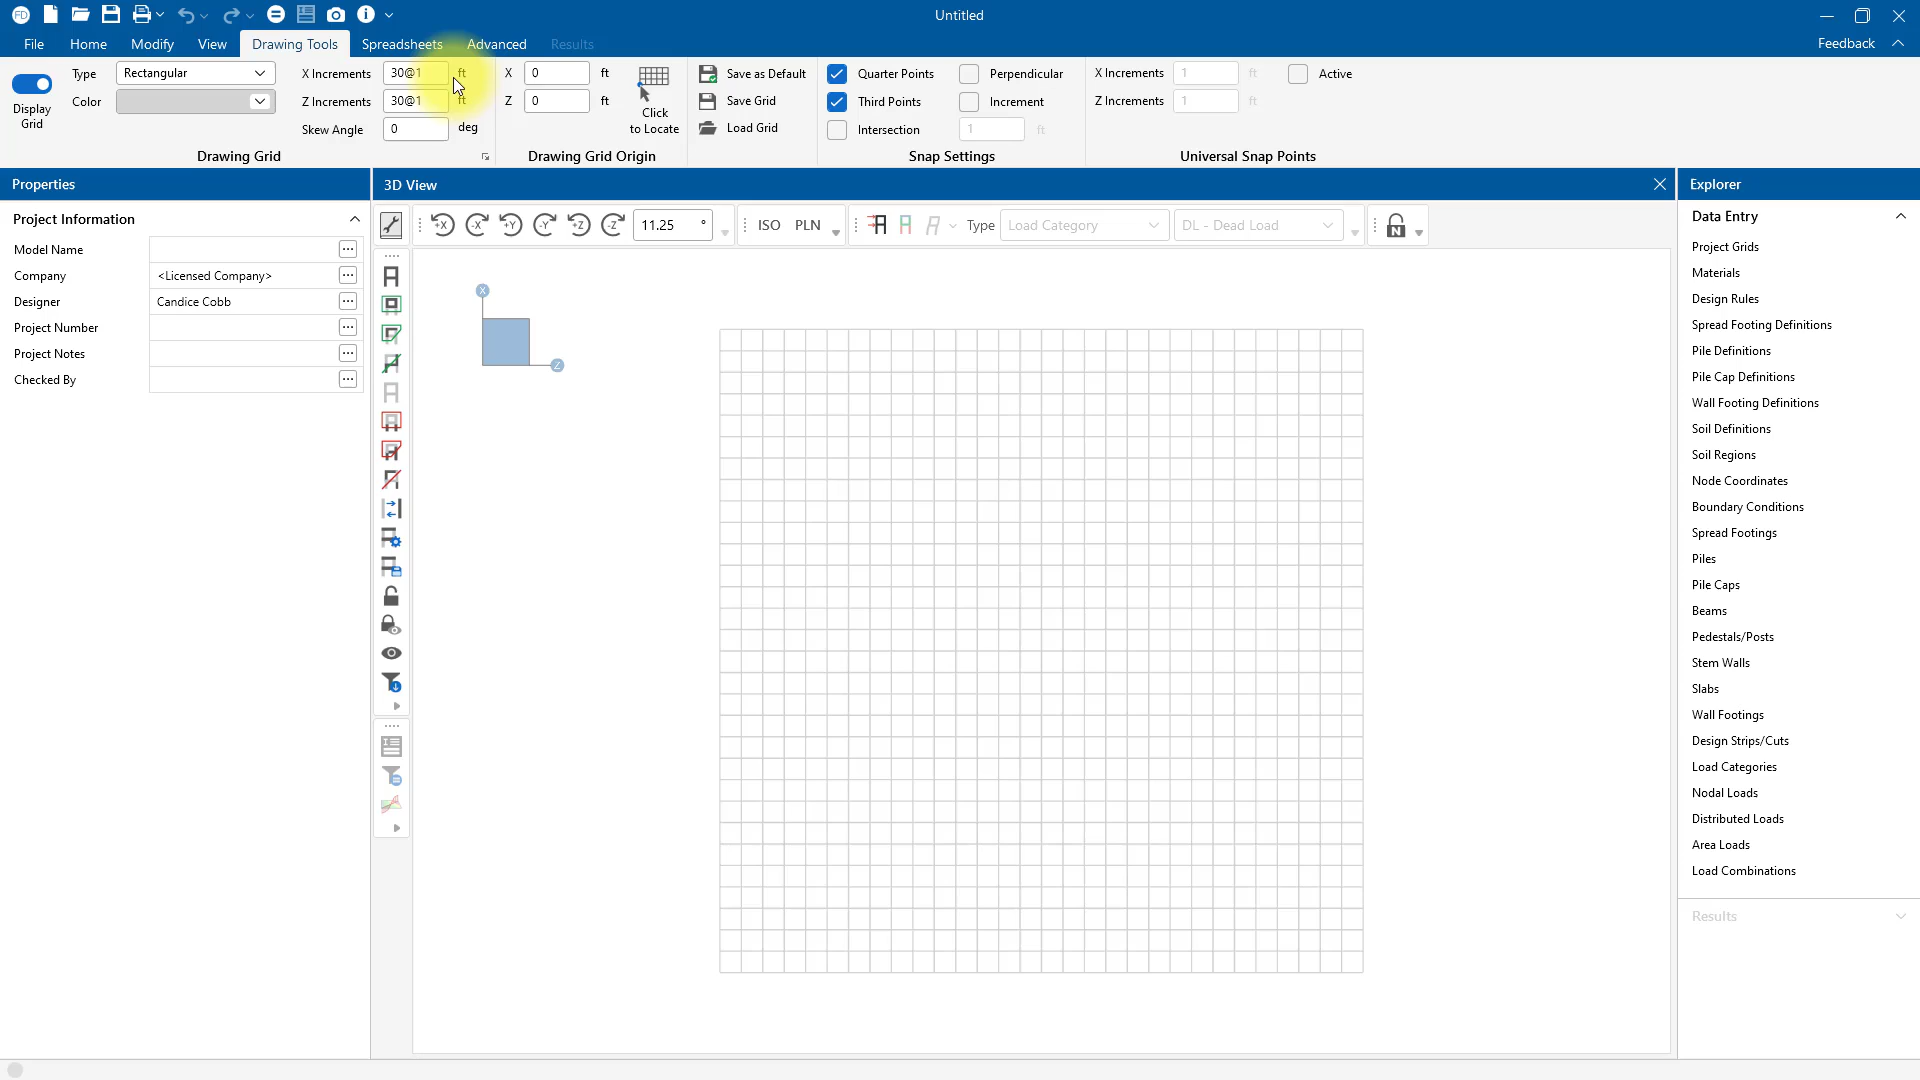 FD Untitled
File Home Modify View Drawing Tools Spreadsheets Advanced Results Feedback
Display Grid
Type Rectangular
Color
X Increments 30@1 ft
Z Increments 30@1 ft
Skew Angle 0 deg
Drawing Grid
X 0 ft
Z 0 ft
Click
to Locate
Drawing Grid Origin
Save as Default
Save Grid
Load Grid
Quarter Points
Third Points
Intersection
Perpendicular
Increment
1 ft
Snap Settings
X Increments 1 ft
Z Increments 1 ft
Active
Universal Snap Points
Properties
Project Information
Model Name
Company <Licensed Company>
Designer Candice Cobb
Project Number
Project Notes
Checked By
3D View
+X -X +Y -Y +Z -Z 11.25 ° ISO PLN Type Load Category DL - Dead Load N
X
Z
Explorer
Data Entry
Project Grids
Materials
Design Rules
Spread Footing Definitions
Pile Definitions
Pile Cap Definitions
Wall Footing Definitions
Soil Definitions
Soil Regions
Node Coordinates
Boundary Conditions
Spread Footings
Piles
Pile Caps
Beams
Pedestals/Posts
Stem Walls
Slabs
Wall Footings
Design Strips/Cuts
Load Categories
Nodal Loads
Distributed Loads
Area Loads
Load Combinations
Results